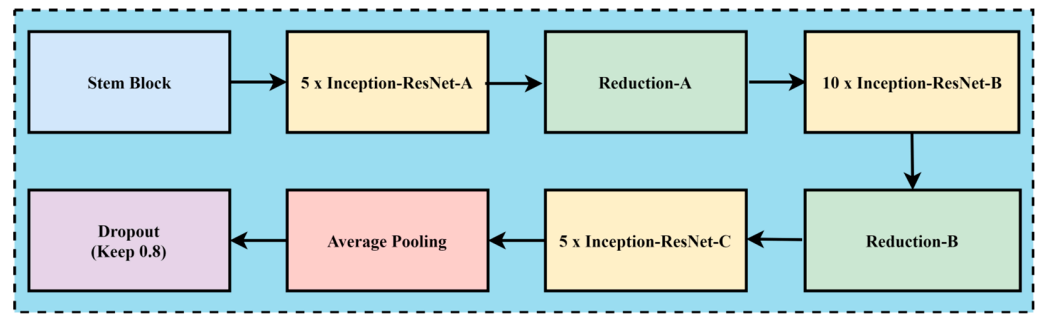 Stem Block
5 x Inception-ResNet-A
Reduction-A
10 x Inception-ResNet-B
Dropout
(Keep 0.8)
Average Pooling
5 x Inception-ResNet-C
Reduction-B